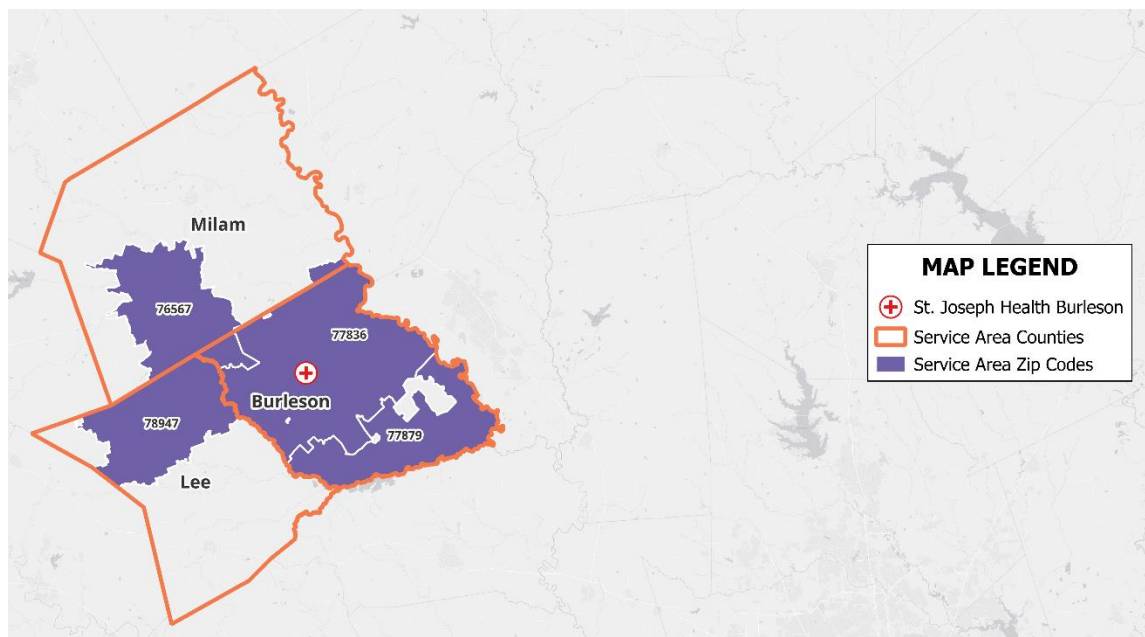 Milam
76567
77836
Burleson
78947
77879
Lee
MAP LEGEND
St. Joseph Health Burleson
Service Area Counties
Service Area Zip Codes